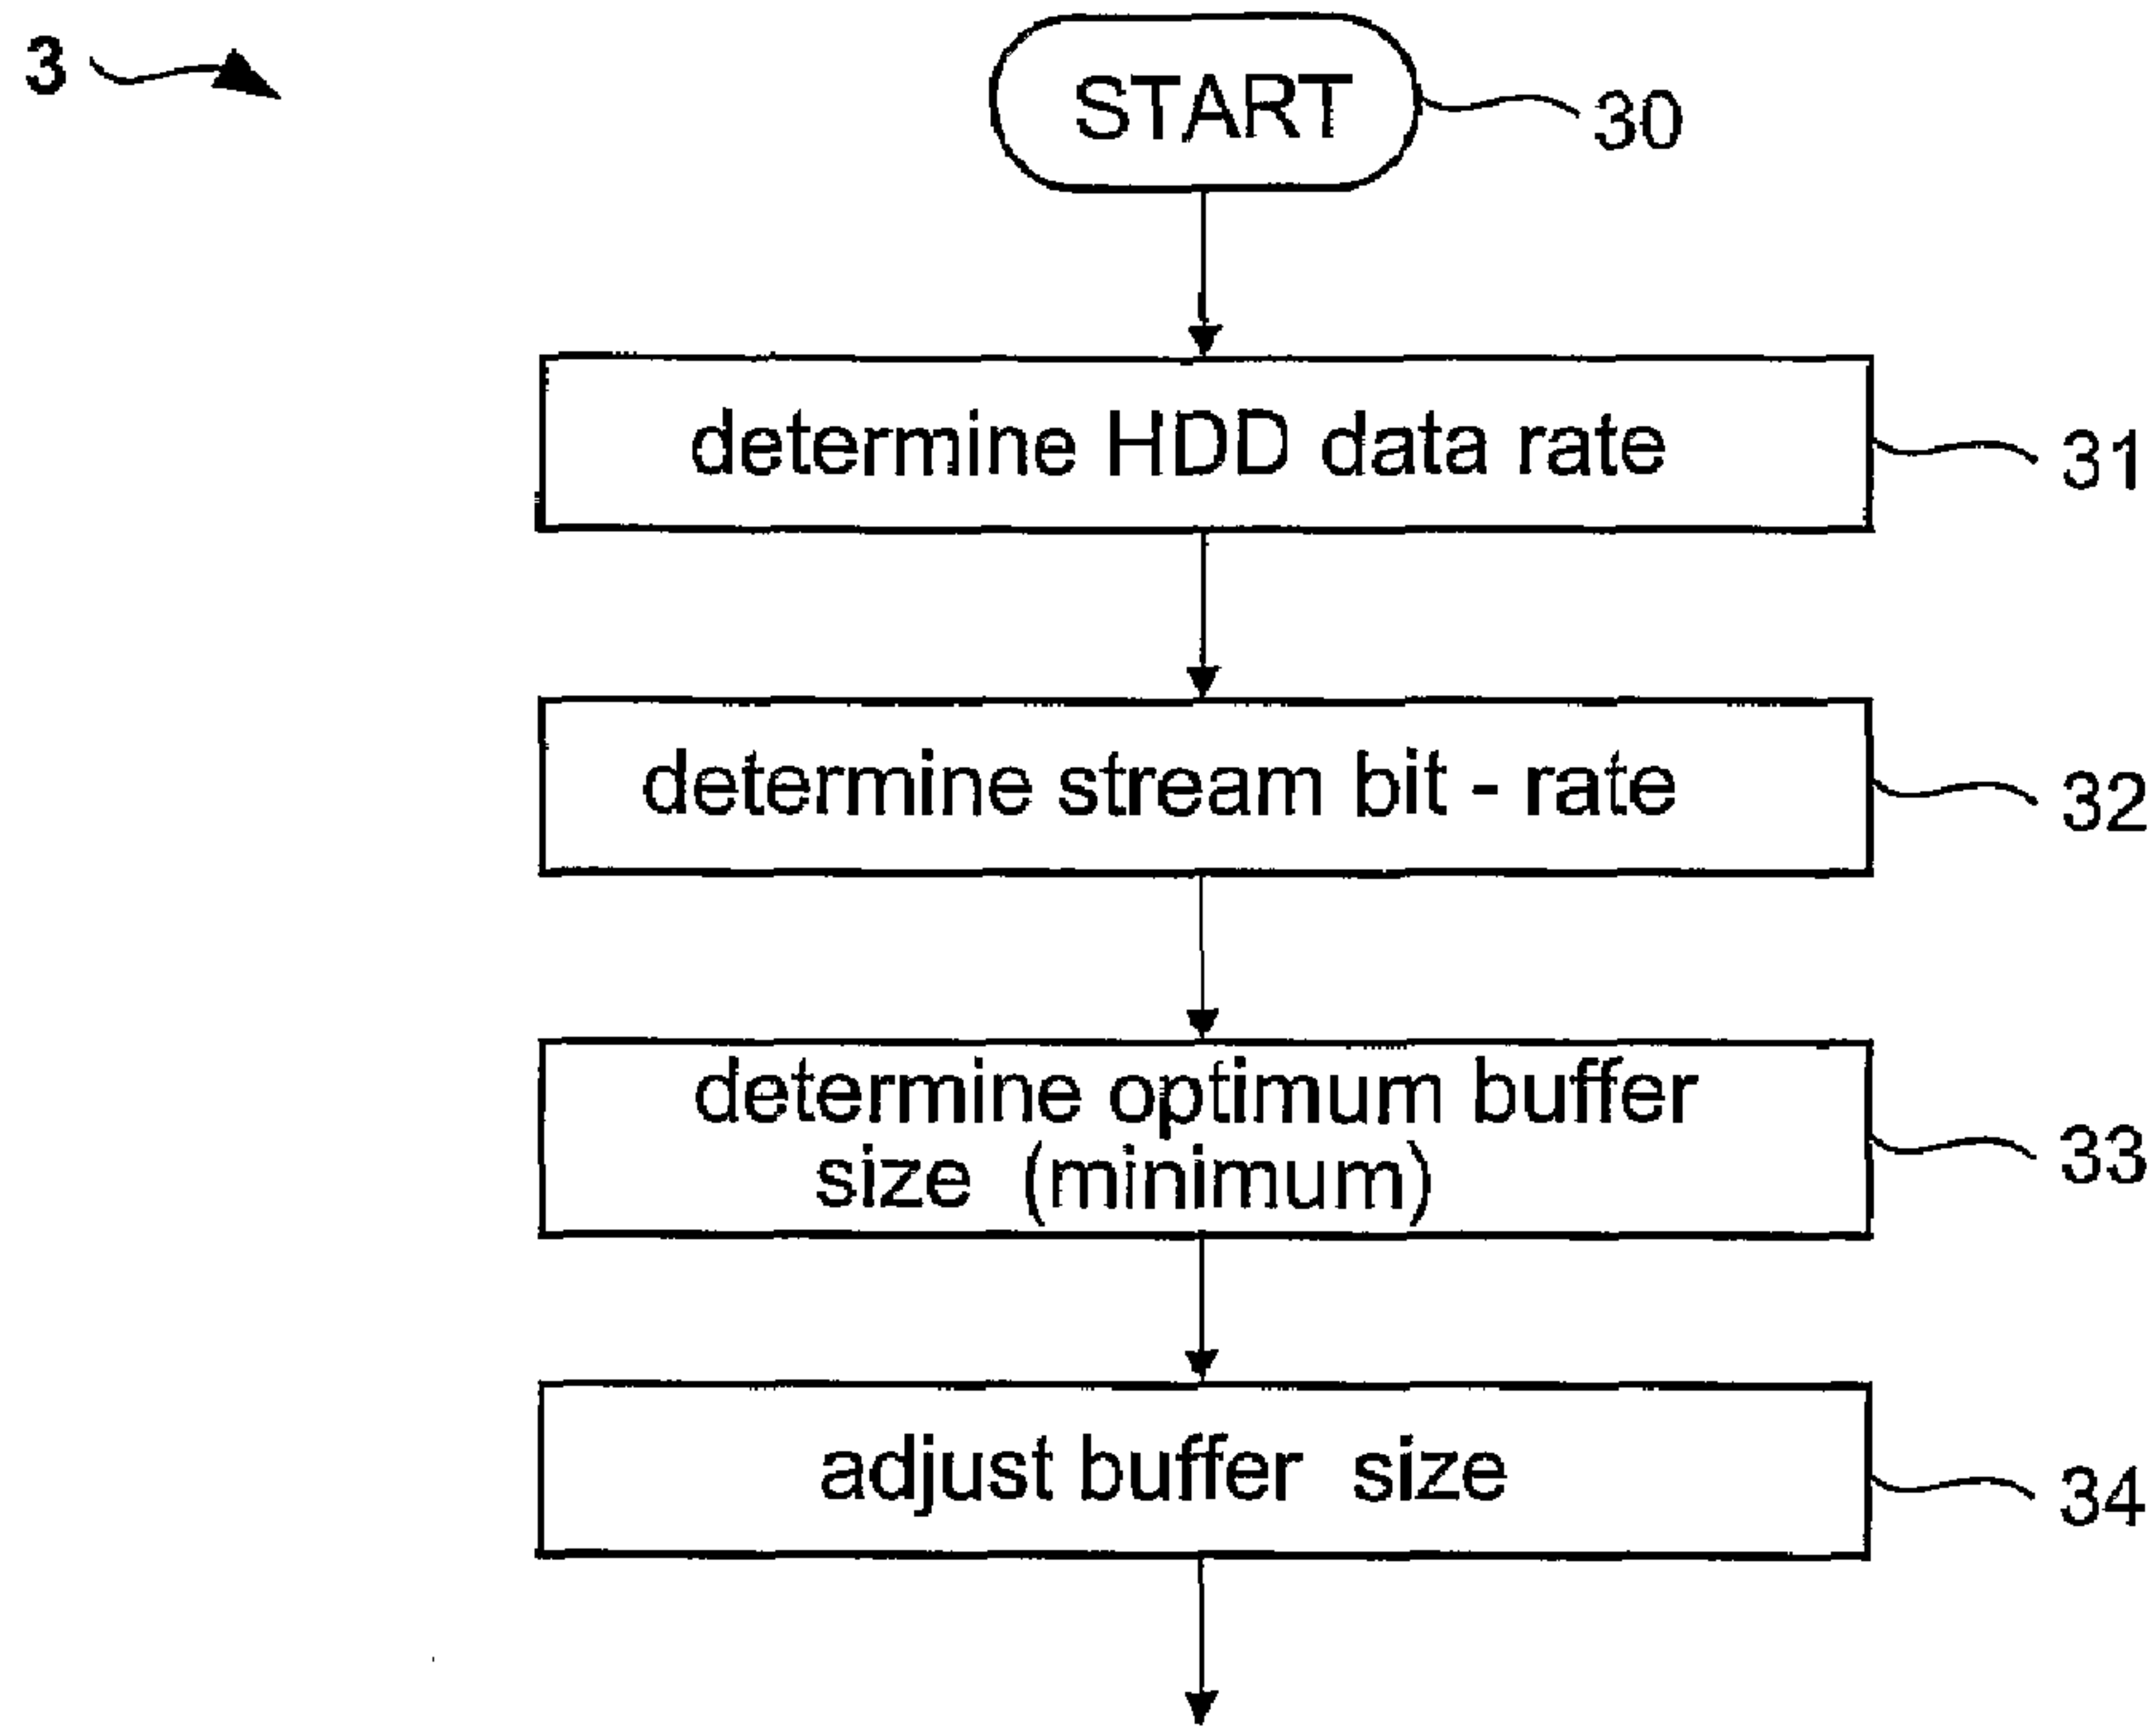 3
START
30
determine HDD data rate
31
determine stream bit - rate
32
determine optimum buffer
size (minimum)
33
adjust buffer size
34